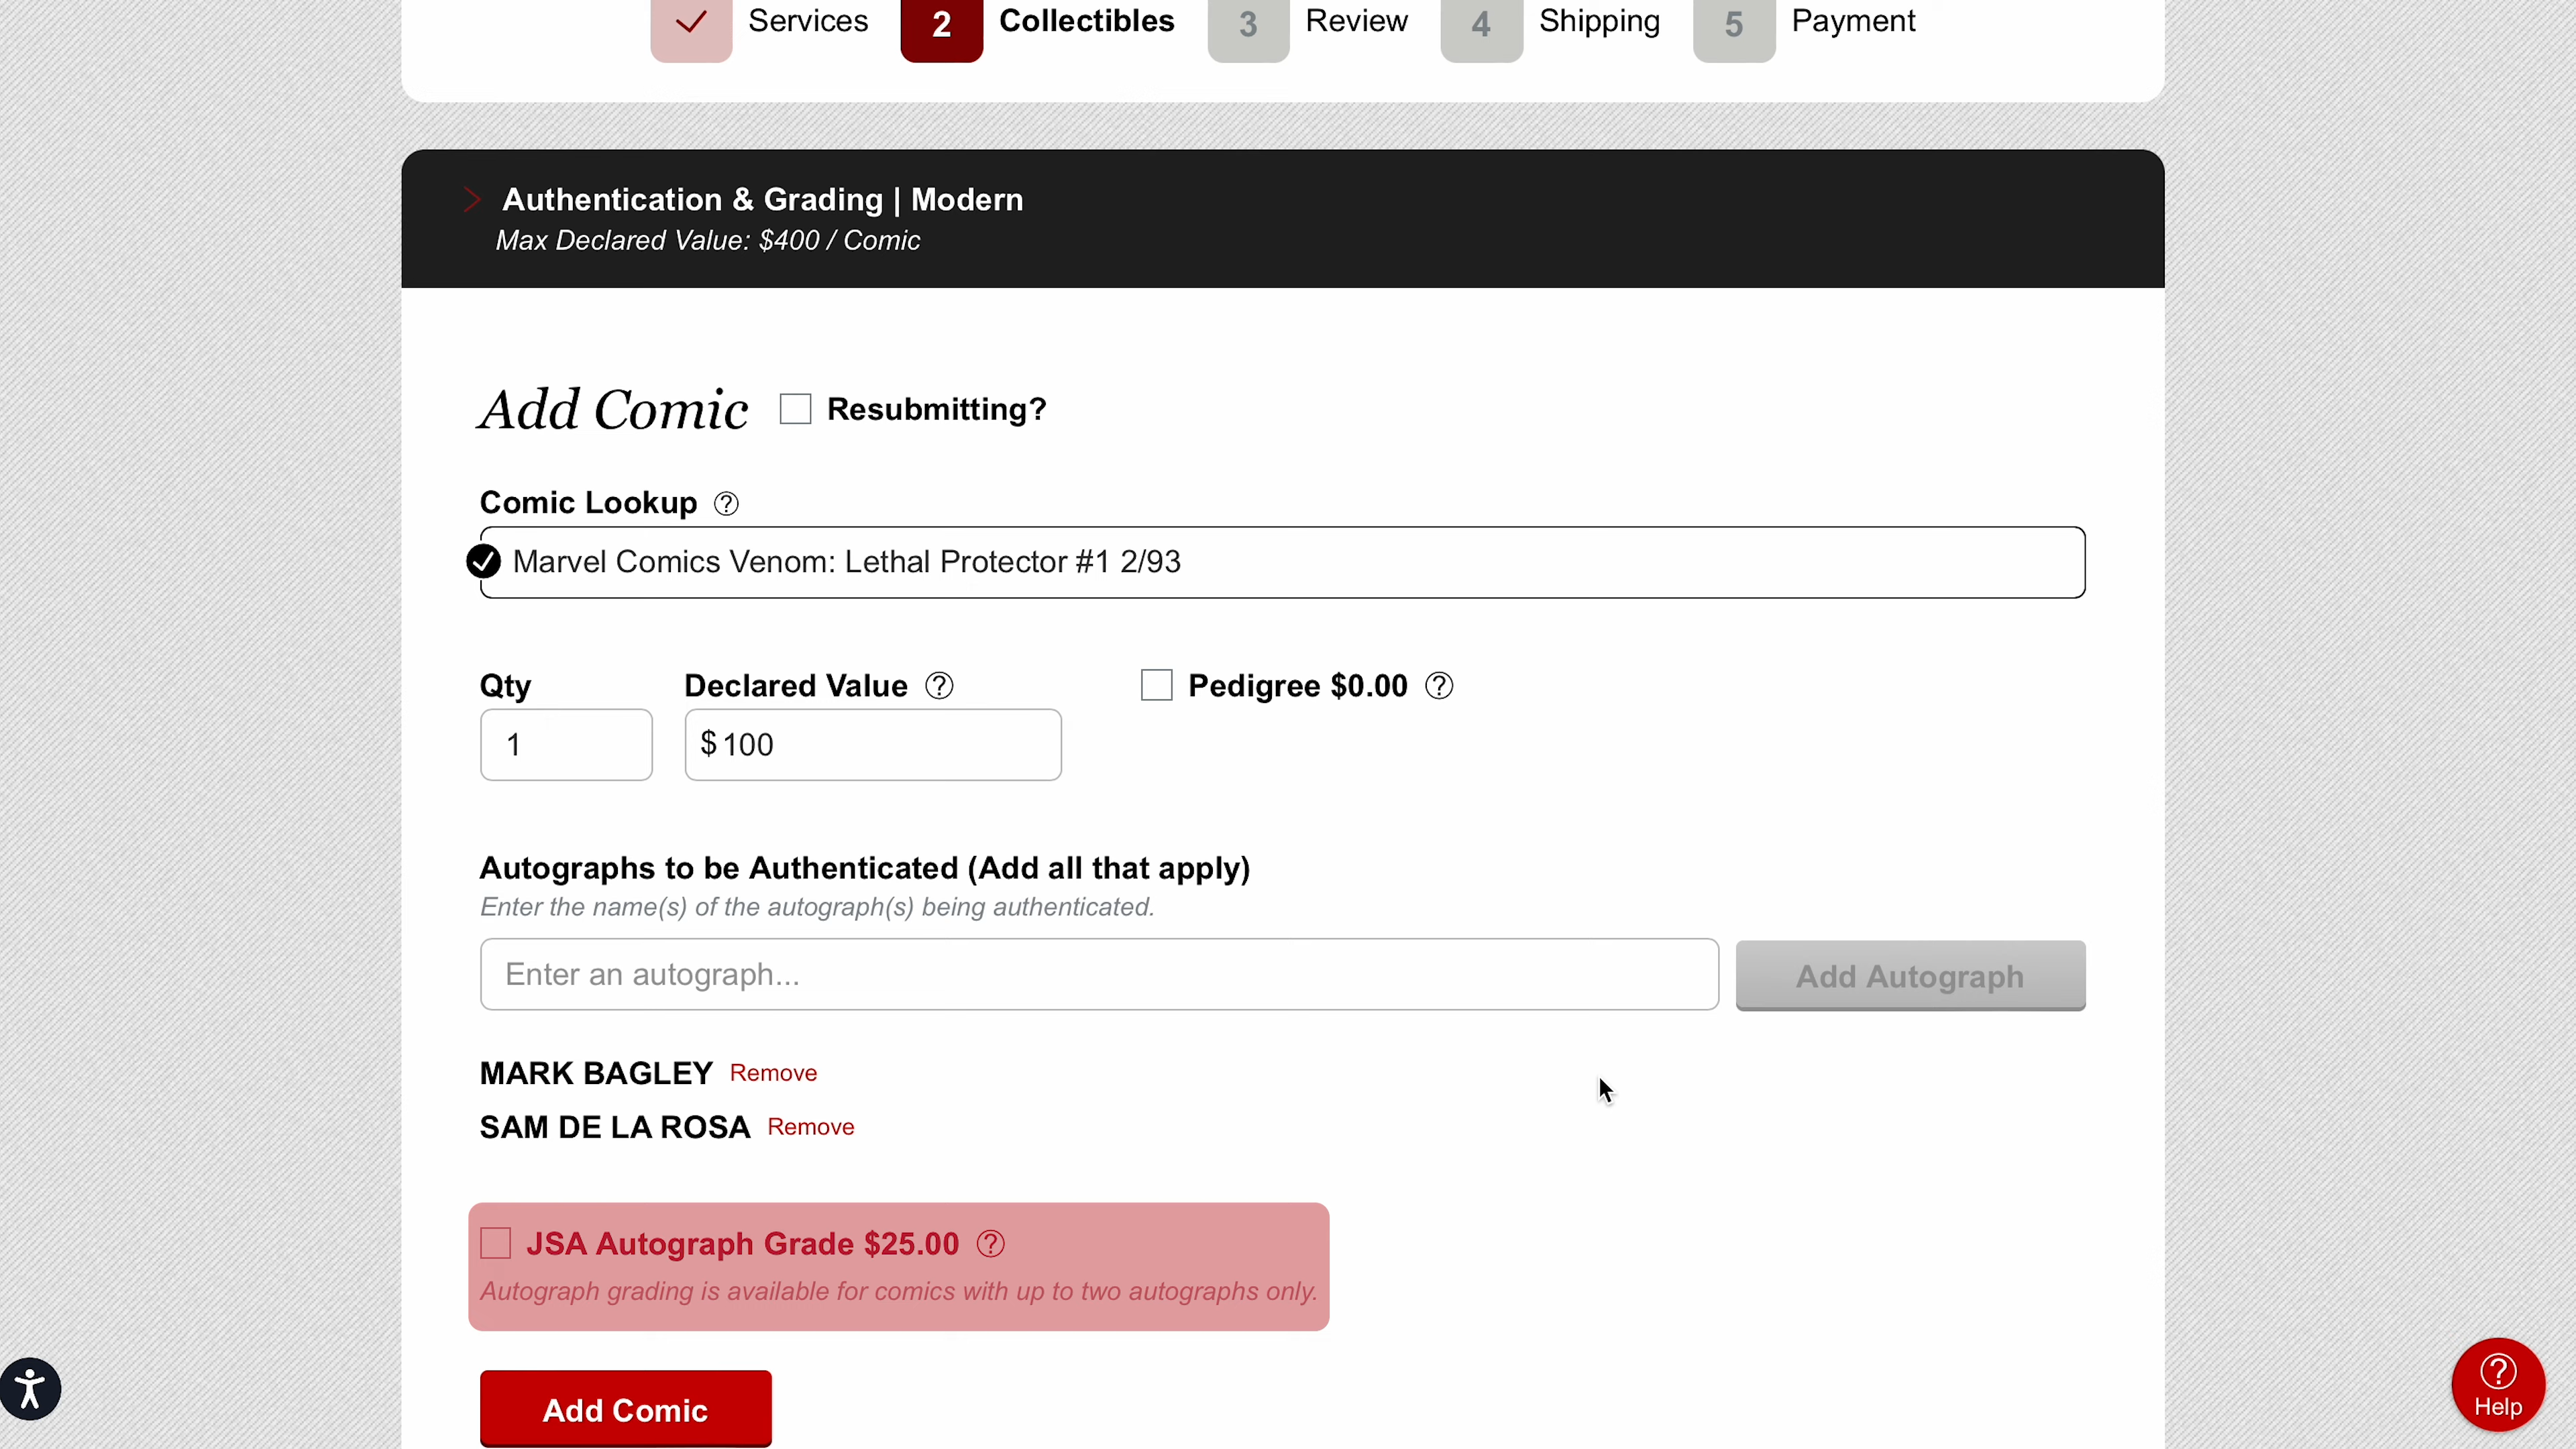 Services 2 Collectibles 3 Review 4 Shipping 5 Payment
Authentication & Grading | Modern
Max Declared Value: $400 / Comic
Add Comic Resubmitting?
Comic Lookup ?
Marvel Comics Venom: Lethal Protector #1 2/93
Qty Declared Value ? Pedigree $0.00 ?
1 $ 100
Autographs to be Authenticated (Add all that apply)
Enter the name(s) of the autograph(s) being authenticated.
Enter an autograph... Add Autograph
MARK BAGLEY Remove
SAM DE LA ROSA Remove
JSA Autograph Grade $25.00 ?
Autograph grading is available for comics with up to two autographs only.
Add Comic
? Help